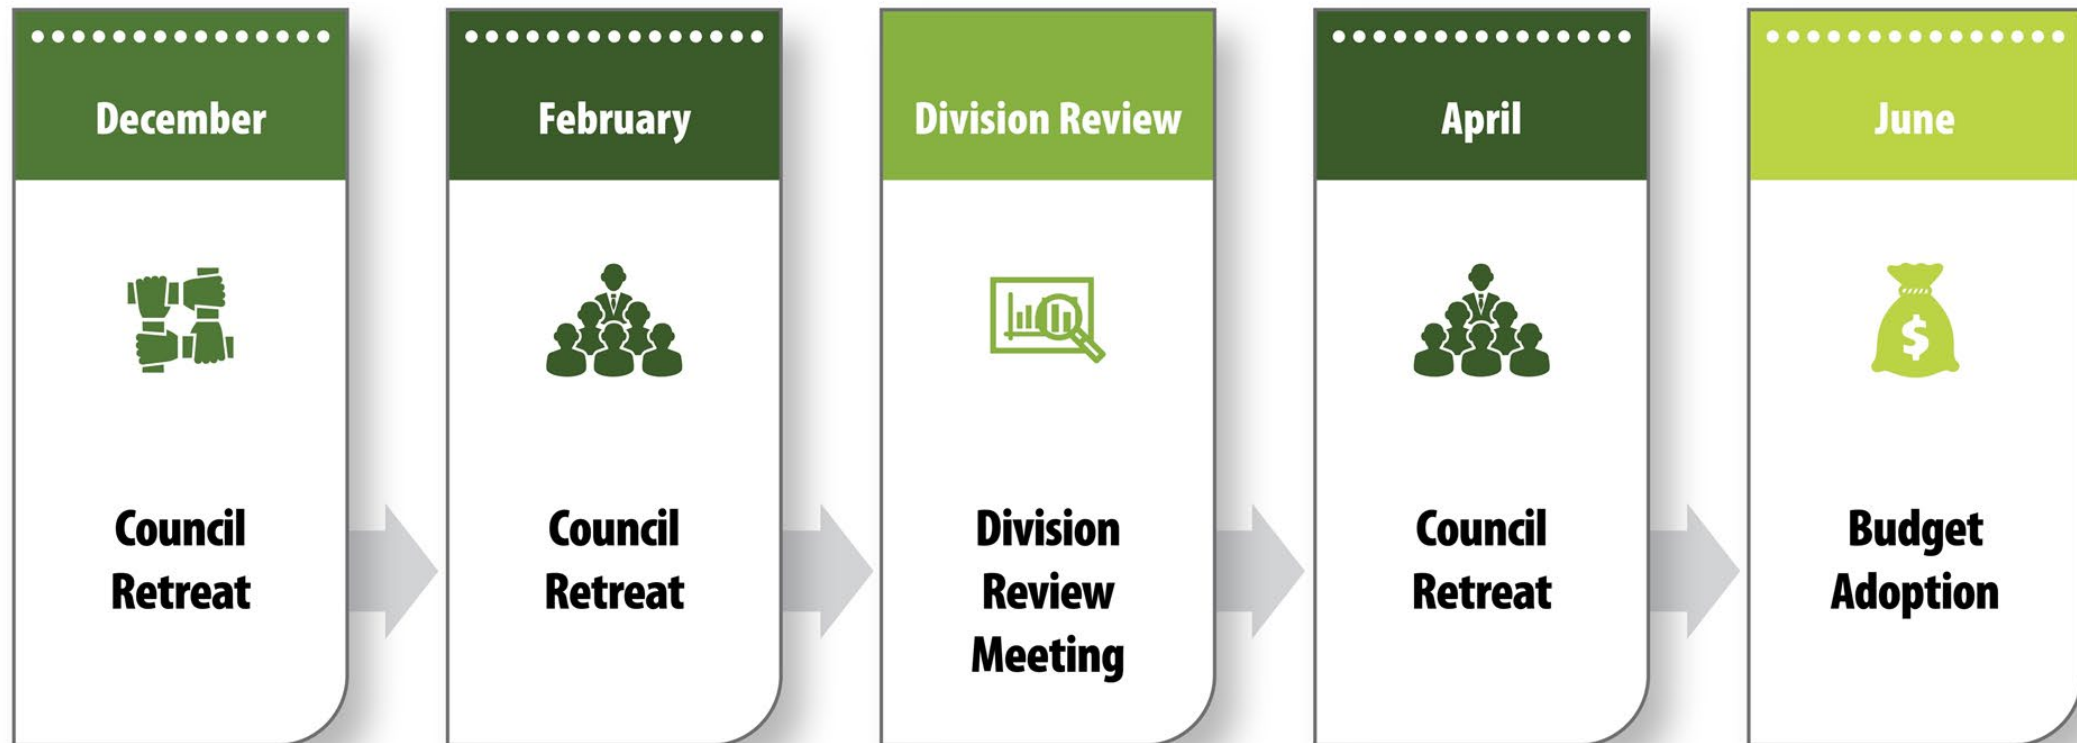 December
Council
Retreat
February
Council
Retreat
Division Review
Division
Review
Meeting
April
Council
Retreat
June
$
Budget
Adoption